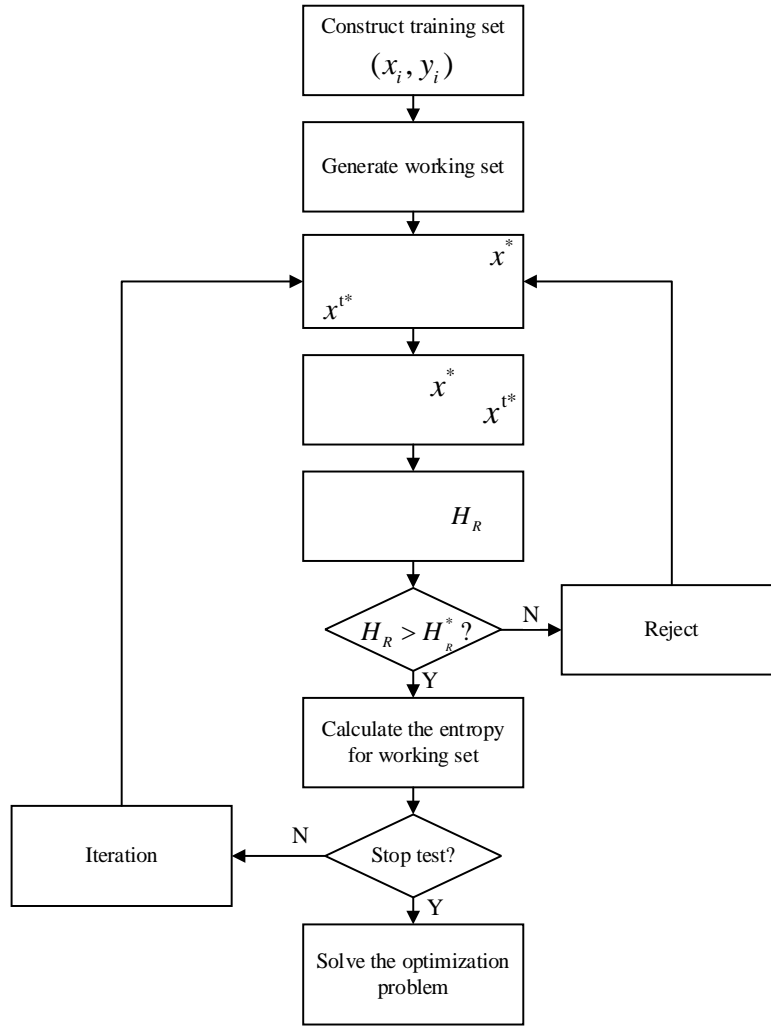 Construct training set
(x_i, y_i)
Generate working set
x^*
x^{t*}
x^*
x^{t*}
H_R
H_R > H_R^* ?
N
Reject
Y
Calculate the entropy
for working set
Iteration
N
Stop test?
Y
Solve the optimization
problem